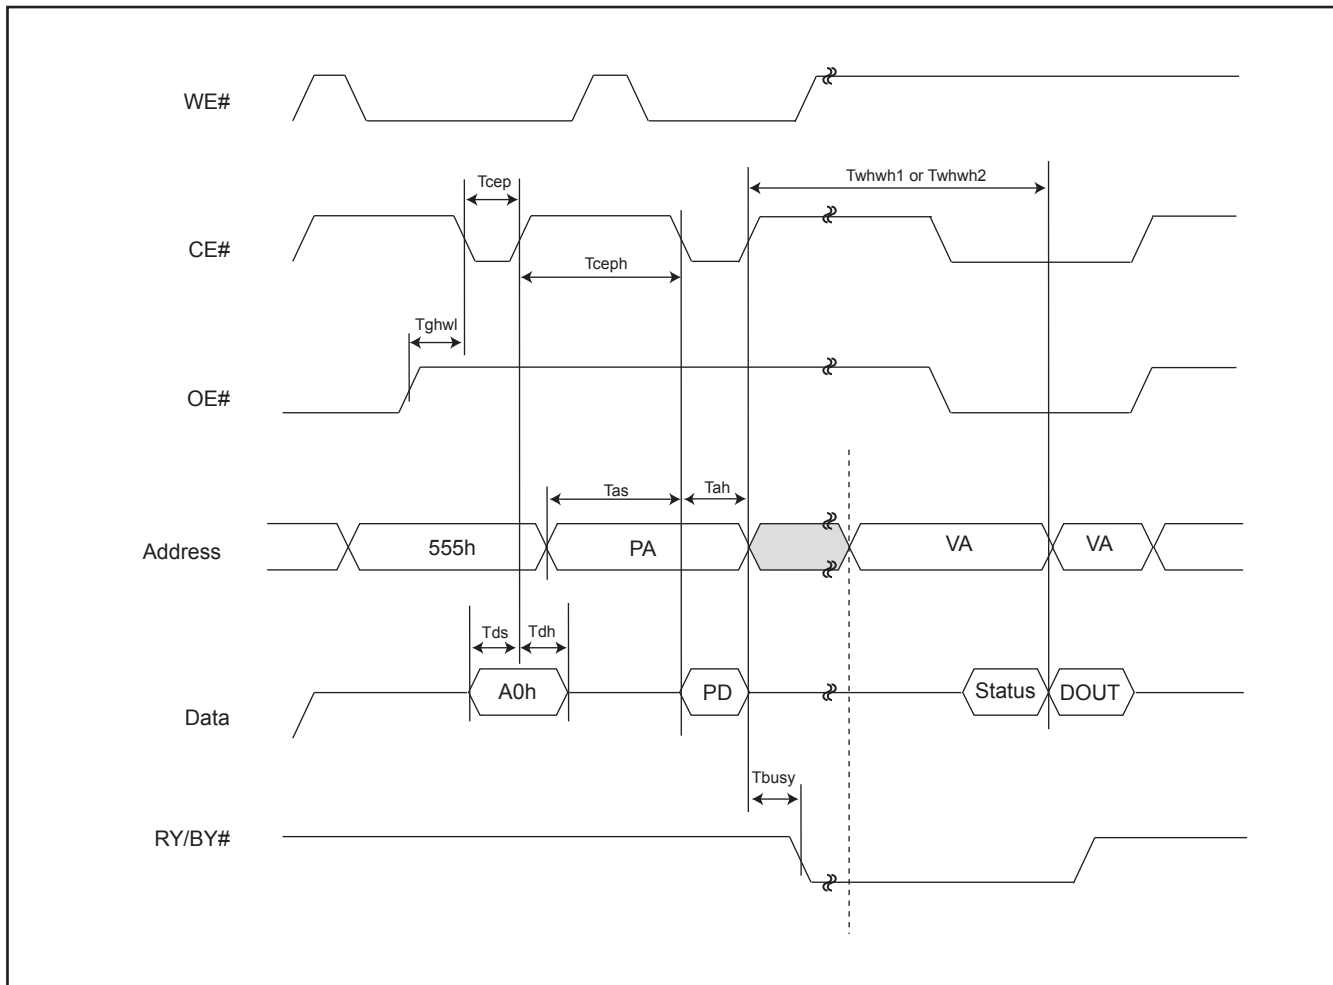 WE#
Tcep
Twhwh1 or Twhwh2
CE#
Tceph
Tghwl
OE#
Tas
Tah
Address
555h
PA
VA
VA
Tds
Tdh
Data
A0h
PD
Status
DOUT
Tbusy
RY/BY#